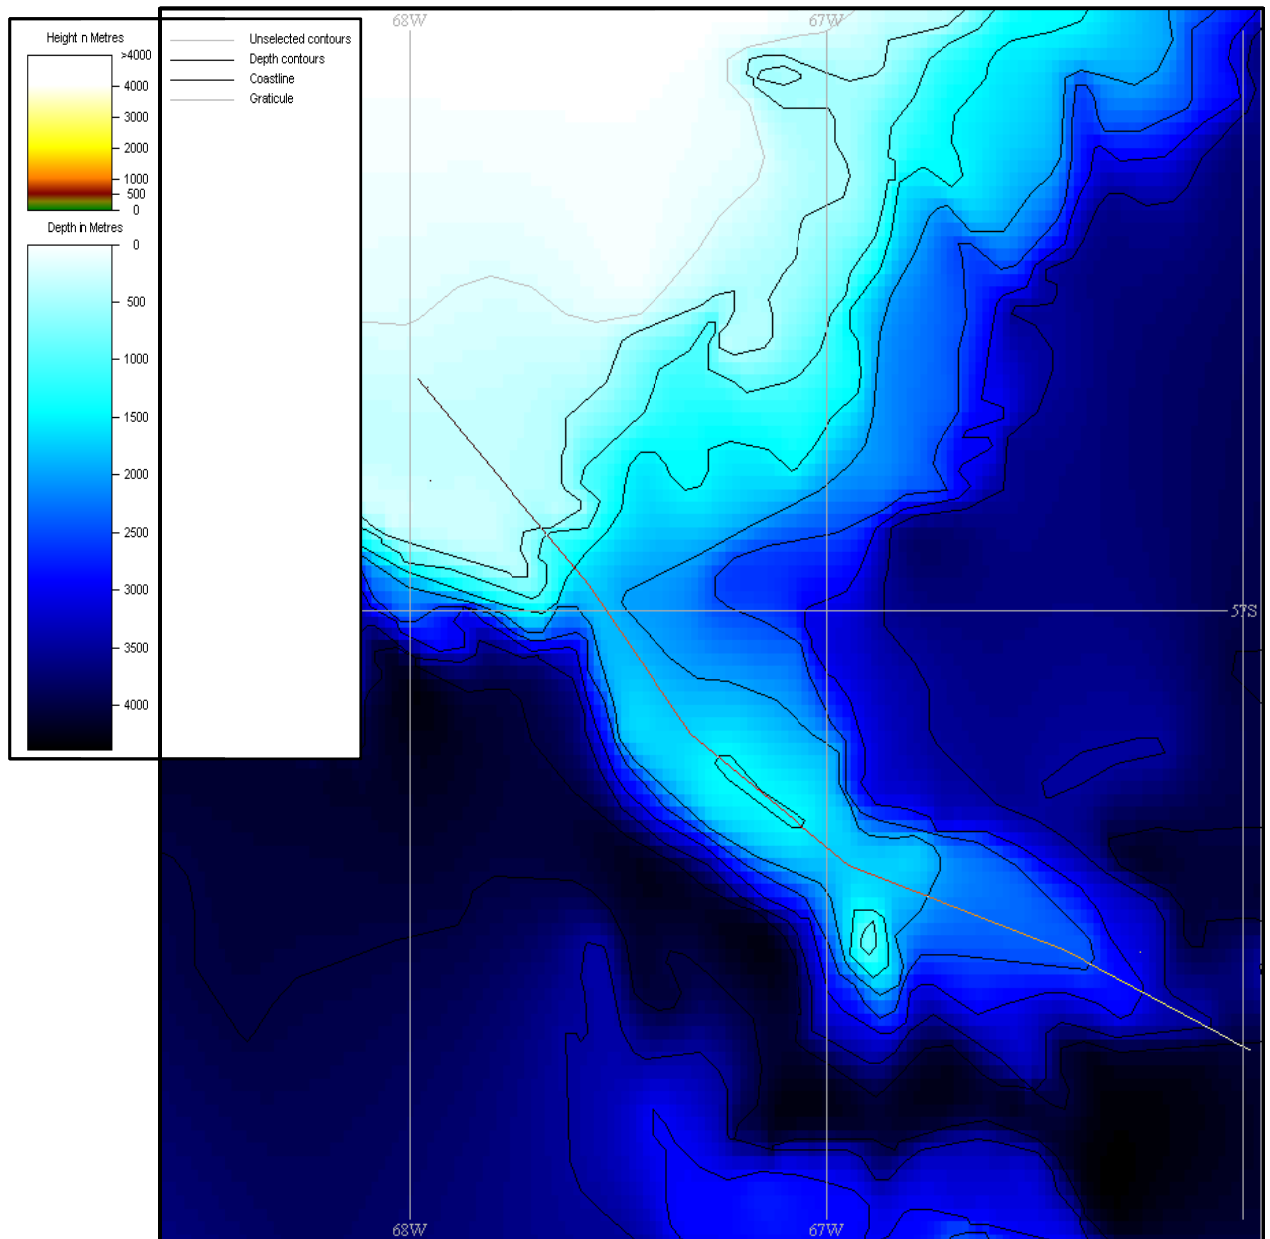 68W
67W
Height n Metres
>4000
4000
3000
2000
1000
500
0
Depth in Metres
0
500
1000
1500
2000
2500
3000
3500
4000
Unselected contours
Depth contours
Coastline
Graticule
57S
68W
67W